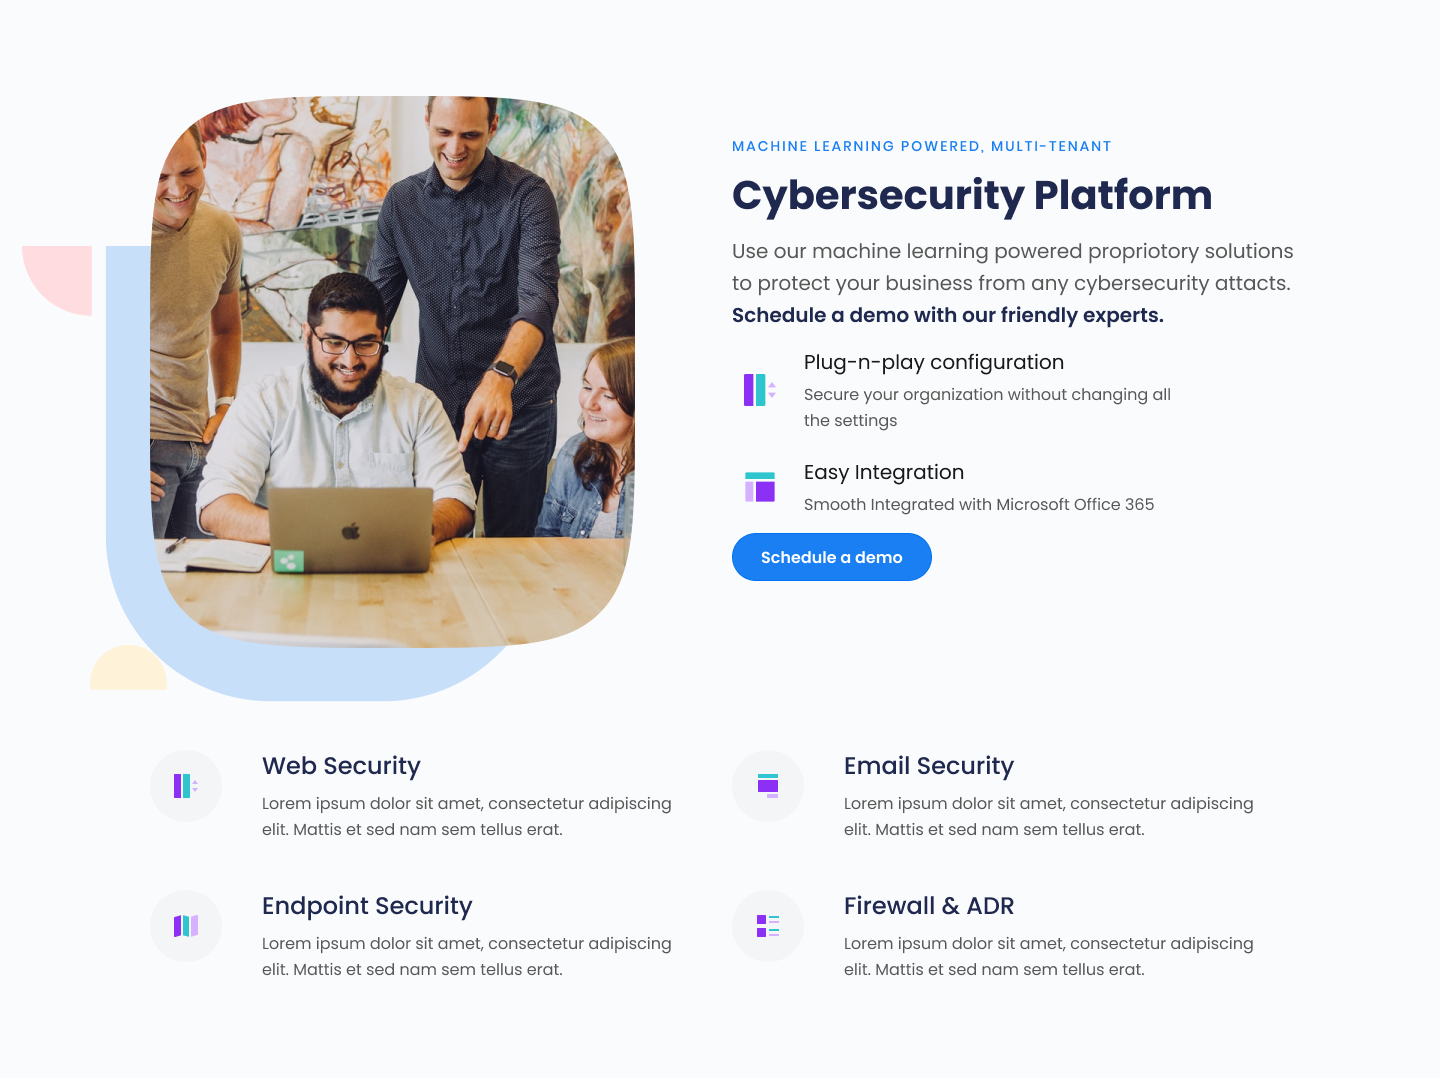 MACHINE LEARNING POWERED, MULTI-TENANT
Cybersecurity Platform
Use our machine learning powered propriotory solutions
to protect your business from any cybersecurity attacts.
Schedule a demo with our friendly experts.
Plug-n-play configuration
Secure your organization without changing all
the settings
Easy Integration
Smooth Integrated with Microsoft Office 365
Schedule a demo
Web Security
Lorem ipsum dolor sit amet, consectetur adipiscing
elit. Mattis et sed nam sem tellus erat.
Email Security
Lorem ipsum dolor sit amet, consectetur adipiscing
elit. Mattis et sed nam sem tellus erat.
Endpoint Security
Lorem ipsum dolor sit amet, consectetur adipiscing
elit. Mattis et sed nam sem tellus erat.
Firewall & ADR
Lorem ipsum dolor sit amet, consectetur adipiscing
elit. Mattis et sed nam sem tellus erat.